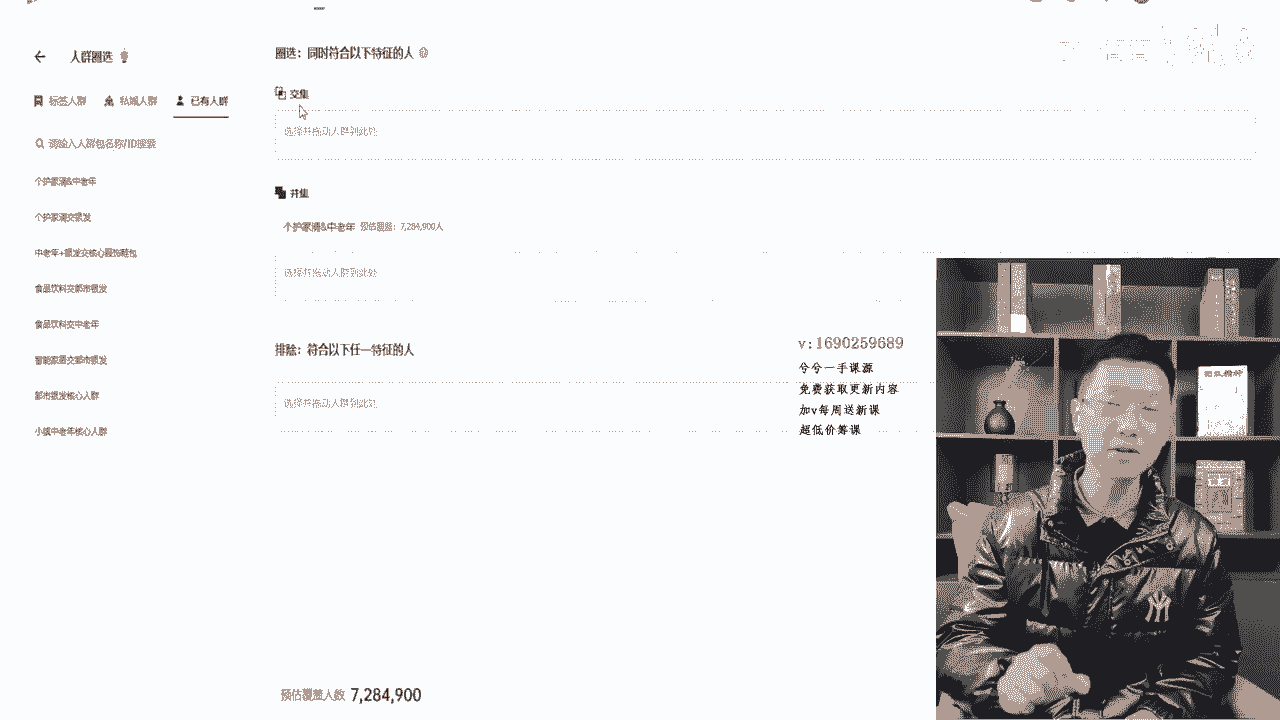 人群圈选
标签人群 私域人群 已有人群
请输入人群包名称/ID搜索
个护家清&中老年
个护家清交银发
中老年+银发交核心服饰鞋包
食品饮料交都市银发
食品饮料交中老年
智能家居交都市银发
都市银发核心人群
小镇中老年核心人群
圈选：同时符合以下特征的人
交集
选择并拖动人群到此处
并集
个护家清&中老年 预估覆盖：7,284,900人
选择并拖动人群到此处
排除：符合以下任一特征的人
选择并拖动人群到此处
预估覆盖人数 7,284,900
v:1690259689
兮兮一手课源
免费获取更新内容
加v每周送新课
超低价筹课